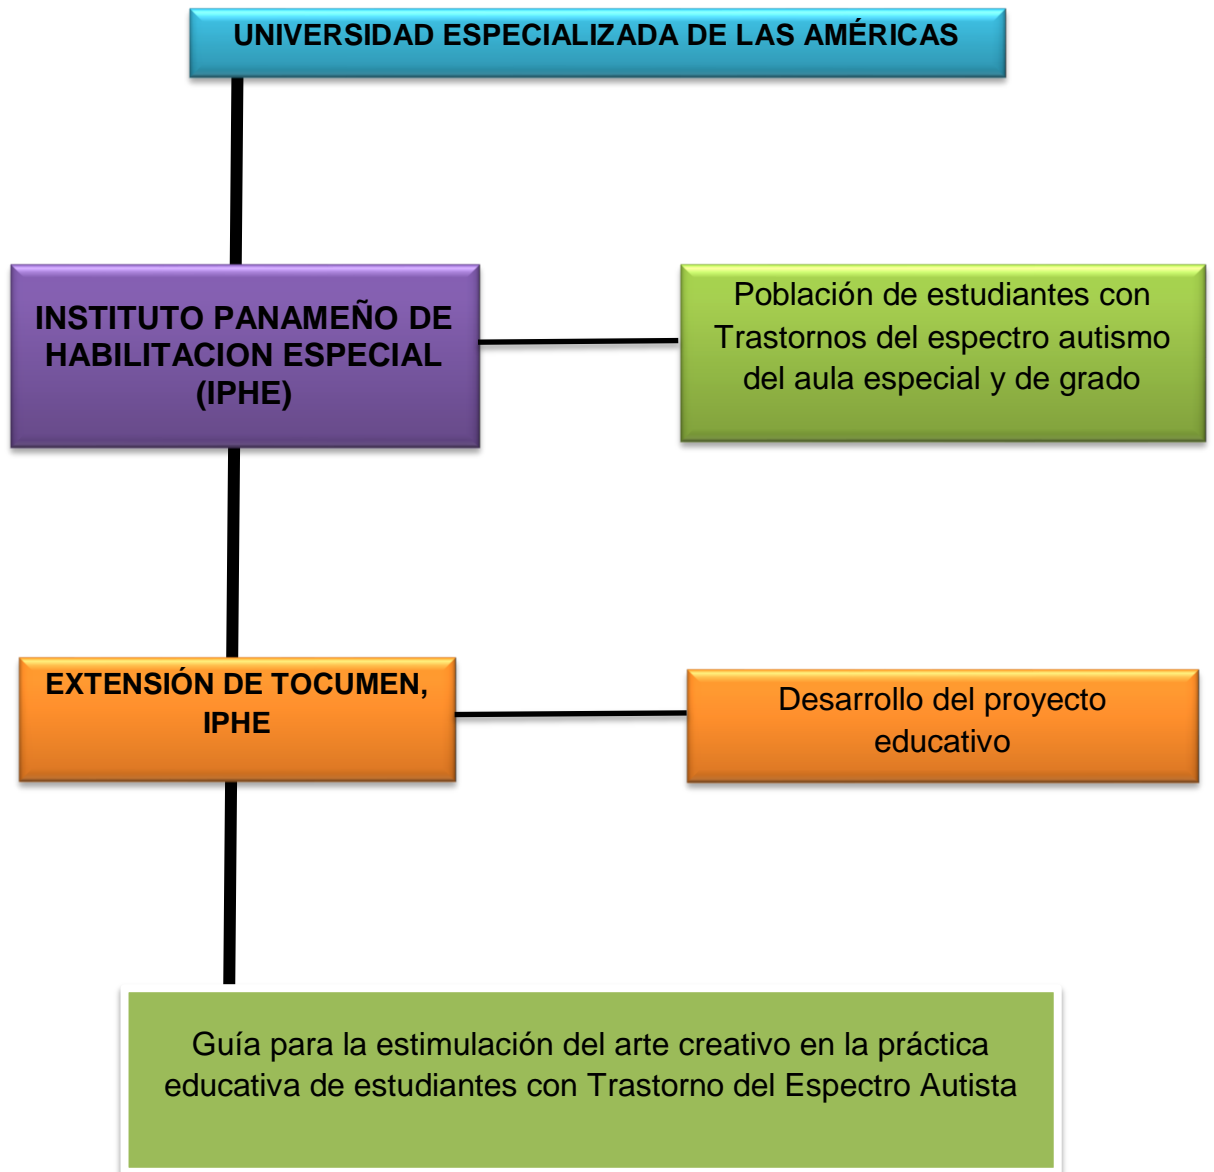 UNIVERSIDAD ESPECIALIZADA DE LAS AMÉRICAS
INSTITUTO PANAMEÑO DE
HABILITACION ESPECIAL
(IPHE)
Población de estudiantes con
Trastornos del espectro autismo
del aula especial y de grado
EXTENSIÓN DE TOCUMEN,
IPHE
Desarrollo del proyecto
educativo
Guía para la estimulación del arte creativo en la práctica
educativa de estudiantes con Trastorno del Espectro Autista